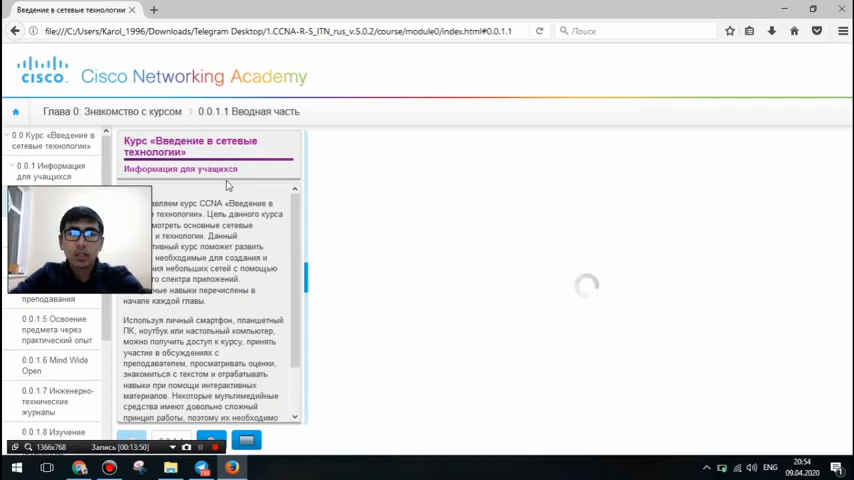 Введение в сетевые технологии
file:///C:/Users/Karol_1996/Downloads/Telegram Desktop/1.CCNA-R-S_ITN_rus_v.5.0.2/course/module0/index.html#0.0.1.1
Поиск
CISCO. Cisco Networking Academy
Глава 0: Знакомство с курсом
0.0.1.1 Вводная часть
0.0 Курс «Введение в
сетевые технологии»
0.0.1 Информация для
учащихся
преподавания
0.0.1.5 Освоение
предмета через
практический опыт
0.0.1.6 Mind Wide
Open
0.0.1.7 Инженерно-
технические
журналы
0.0.1.8 Изучение
Курс «Введение в сетевые
технологии»
Информация для учащихся
авляем курс CCNA «Введение в
е технологии». Цель данного курса
мотреть основные сетевые
и технологии. Данный
ктивный курс поможет развить
необходимые для создания и
ния небольших сетей с помощью
го спектра приложений.
ные навыки перечислены в
начале каждой главы.
Используя личный смартфон, планшетный
ПК, ноутбук или настольный компьютер,
можно получить доступ к курсу, принять
участие в обсуждениях с
преподавателем, просматривать оценки,
знакомиться с текстом и отрабатывать
навыки при помощи интерактивных
материалов. Некоторые мультимедийные
средства имеют довольно сложный
принцип работы, поэтому их необходимо
1366x768
Запись [00:13:50]
ENG
20:54
09.04.2020